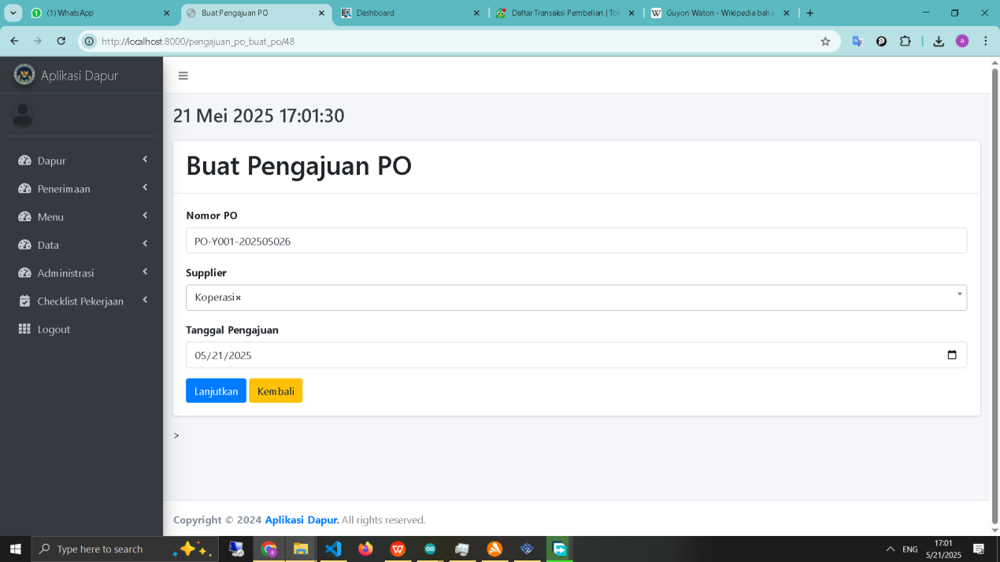 (1) WhatsApp
Buat Pengajuan PO
Dashboard
Daftar Transaksi Pembelian | Tok
Guyon Waton - Wikipedia baha
http://localhost:8000/pengajuan_po_buat_po/48
a
Aplikasi Dapur
21 Mei 2025 17:01:30
Dapur
Penerimaan
Menu
Data
Administrasi
Checklist Pekerjaan
Logout
Buat Pengajuan PO
Nomor PO
PO-Y001-202505026
Supplier
Koperasi×
Tanggal Pengajuan
05/21/2025
Lanjutkan
Kembali
>
Copyright © 2024 Aplikasi Dapur. All rights reserved.
Type here to search
ENG
17:01
5/21/2025